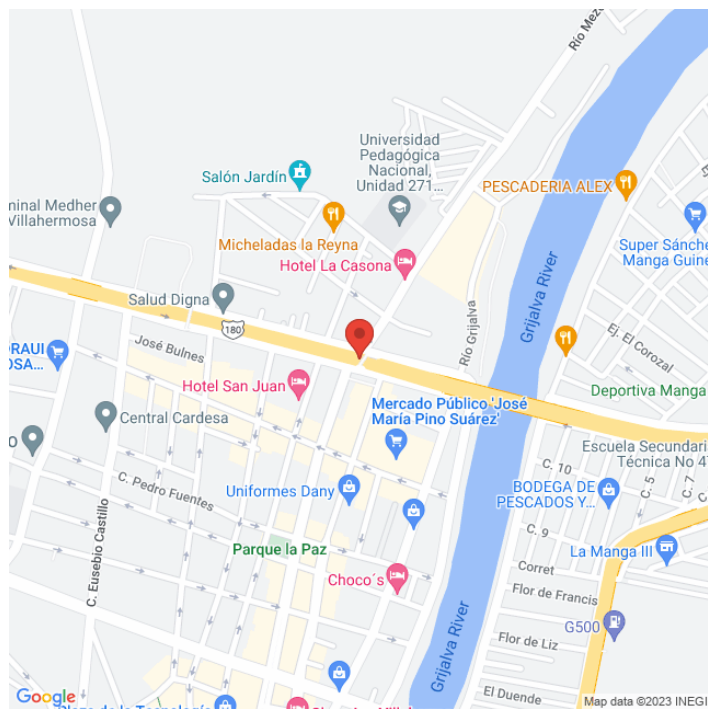 Río Mezc
Universidad
Pedagógica
Nacional,
Unidad 271...
Salón Jardín
PESCADERIA ALEX
minal Medher
Villahermosa
Micheladas la Reyna
Super Sánche
Manga Guine
Hotel La Casona
Grijalva River
Salud Digna
180
José Bulnes
Río Grijalva
Ej. El Corozal
ORAUI
OSA...
Hotel San Juan
Deportiva Manga
Mercado Público 'José
María Pino Suárez'
Central Cardesa
O
Escuela Secundari
Técnica No 47
C. 10
C. 5
C. 7
C.
C. Pedro Fuentes
Uniformes Dany
BODEGA DE
PESCADOS Y...
C. Eusebio Castillo
C. 9
Parque la Paz
La Manga III
Choco´s
Corret
Flor de Francis
G500
Flor de Liz
Grijalva River
El Duende
Google
Map data ©2023 INEGI